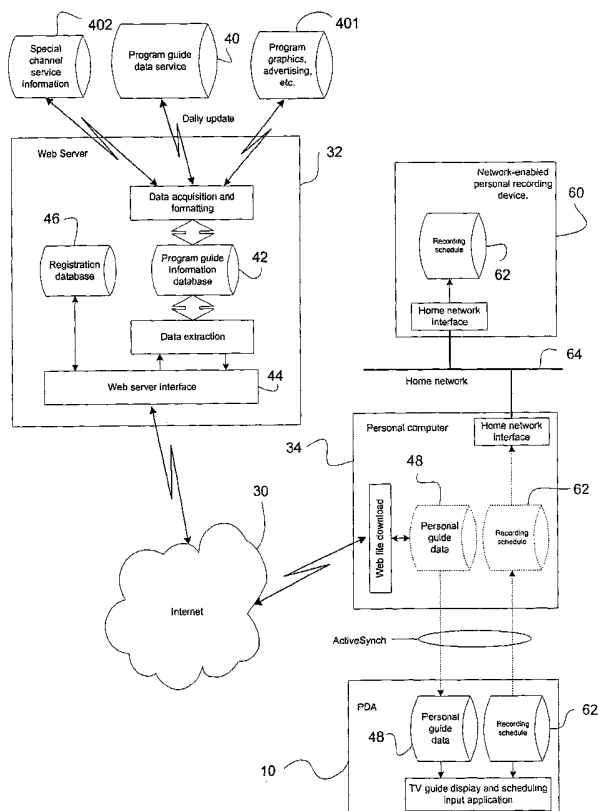 402
Special
channel
service
information
Program guide
data service
40
401
Program
graphics,
advertising,
etc.
Daily update
Web Server
32
Data acquisition and
formatting
46
Registration
database
Program guide
information
database
42
Data extraction
Web server interface
44
Network-enabled
personal recording
device.
60
Recording
schedule
62
Home network
interface
64
Home network
Personal computer
Home network
interface
34
48
62
Web file download
Personal
guide
data
Recording
schedule
30
Internet
ActiveSynch
PDA
Personal
guide
data
48
Recording
schedule
62
10
TV guide display and scheduling
input application